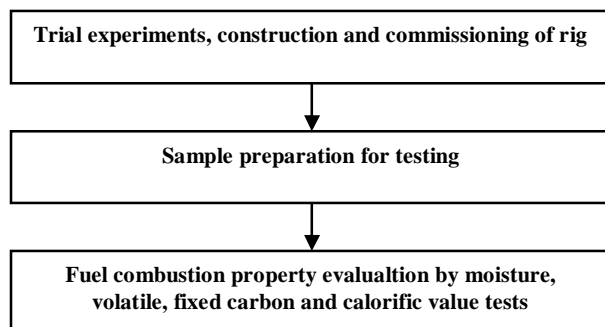 Trial experiments, construction and commissioning of rig
Sample preparation for testing
Fuel combustion property evaualtion by moisture,
volatile, fixed carbon and calorific value tests